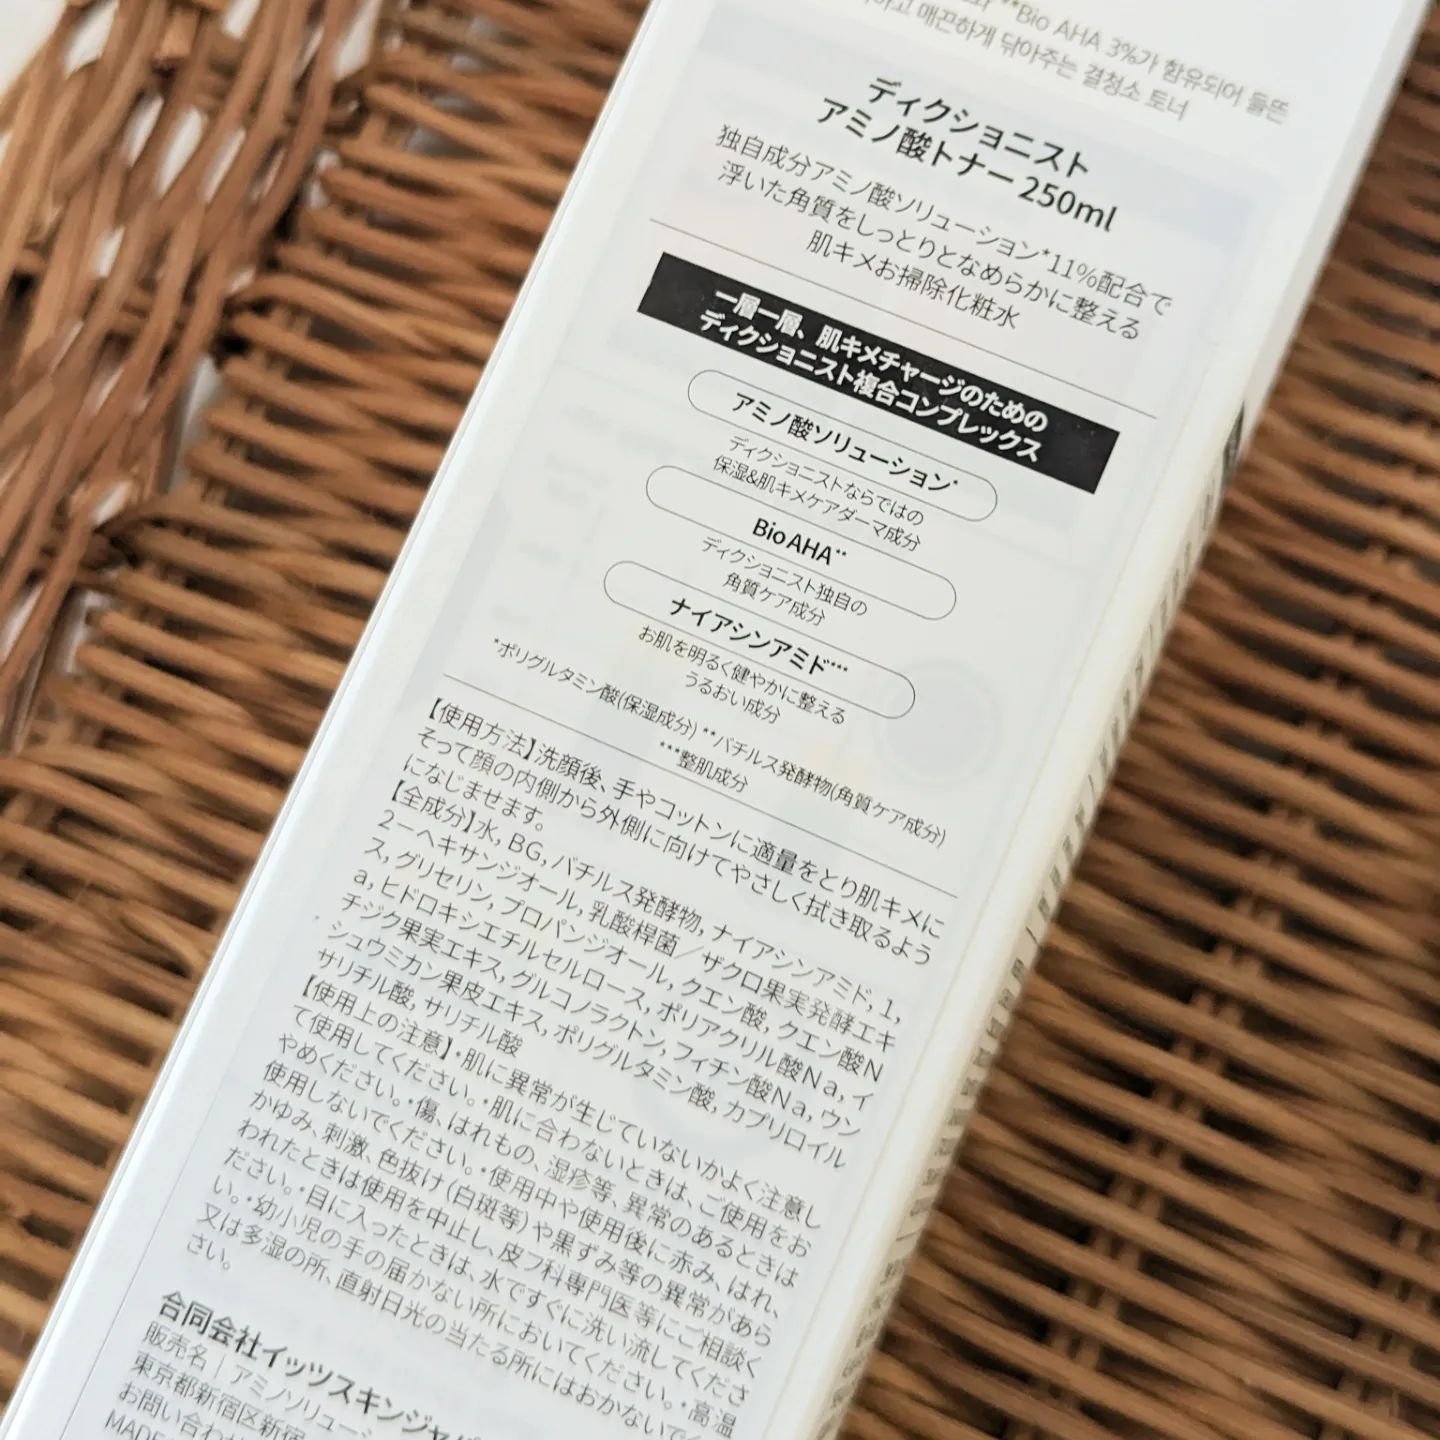 **Bio AHA 3%가 함유되어 들뜬
매끈하게 닦아주는 결청소 토너
ディクショニスト
アミノ酸トナー 250ml
独自成分アミノ酸ソリューション*11%配合で
浮いた角質をしっとりとなめらかに整える
肌キメお掃除化粧水
一層一層、肌キメチャージのための
ディクショニスト複合コンプレックス
アミノ酸ソリューション*
ディクショニストならではの
保湿&肌キメケアダーマ成分
Bio AHA**
ディクショニスト独自の
角質ケア成分
ナイアシンアミド***
お肌を明るく健やかに整える
うるおい成分
*ポリグルタミン酸(保湿成分) **バチルス発酵物(角質ケア成分)
***整肌成分
【使用方法】洗顔後、手やコットンに適量をとり肌キメに
そって顔の内側から外側に向けてやさしく拭き取るよう
になじませます。
【全成分】水, BG, バチルス発酵物, ナイアシンアミド, 1,
2－ヘキサンジオール, 乳酸桿菌／ザクロ果実発酵エキ
ス, グリセリン, プロパンジオール, クエン酸, クエン酸Ｎ
ａ, ヒドロキシエチルセルロース, ポリアクリル酸Ｎａ, イ
チジク果実エキス, グルコノラクトン, フィチン酸Ｎａ, ウン
シュウミカン果皮エキス, ポリグルタミン酸, カプリロイル
サリチル酸, サリチル酸
【使用上の注意】・肌に異常が生じていないかよく注意し
て使用してください。・肌に合わないときは、ご使用をお
やめください。・傷、はれもの、湿疹等、異常のあるときは
使用しないでください。・使用中や使用後に赤み、はれ、
かゆみ、刺激、色抜け(白斑等)や黒ずみ等の異常があら
われたときは使用を中止し、皮フ科専門医等にご相談く
ださい。・目に入ったときは、水ですぐに洗い流してくださ
い。・幼小児の手の届かない所においてください。・高温
又は多湿の所、直射日光の当たる所にはおかないでくだ
さい。
合同会社イッツスキンジャパ
販売名｜アミノソリューシ
東京都新宿区新宿
お問い合わせ
MADE